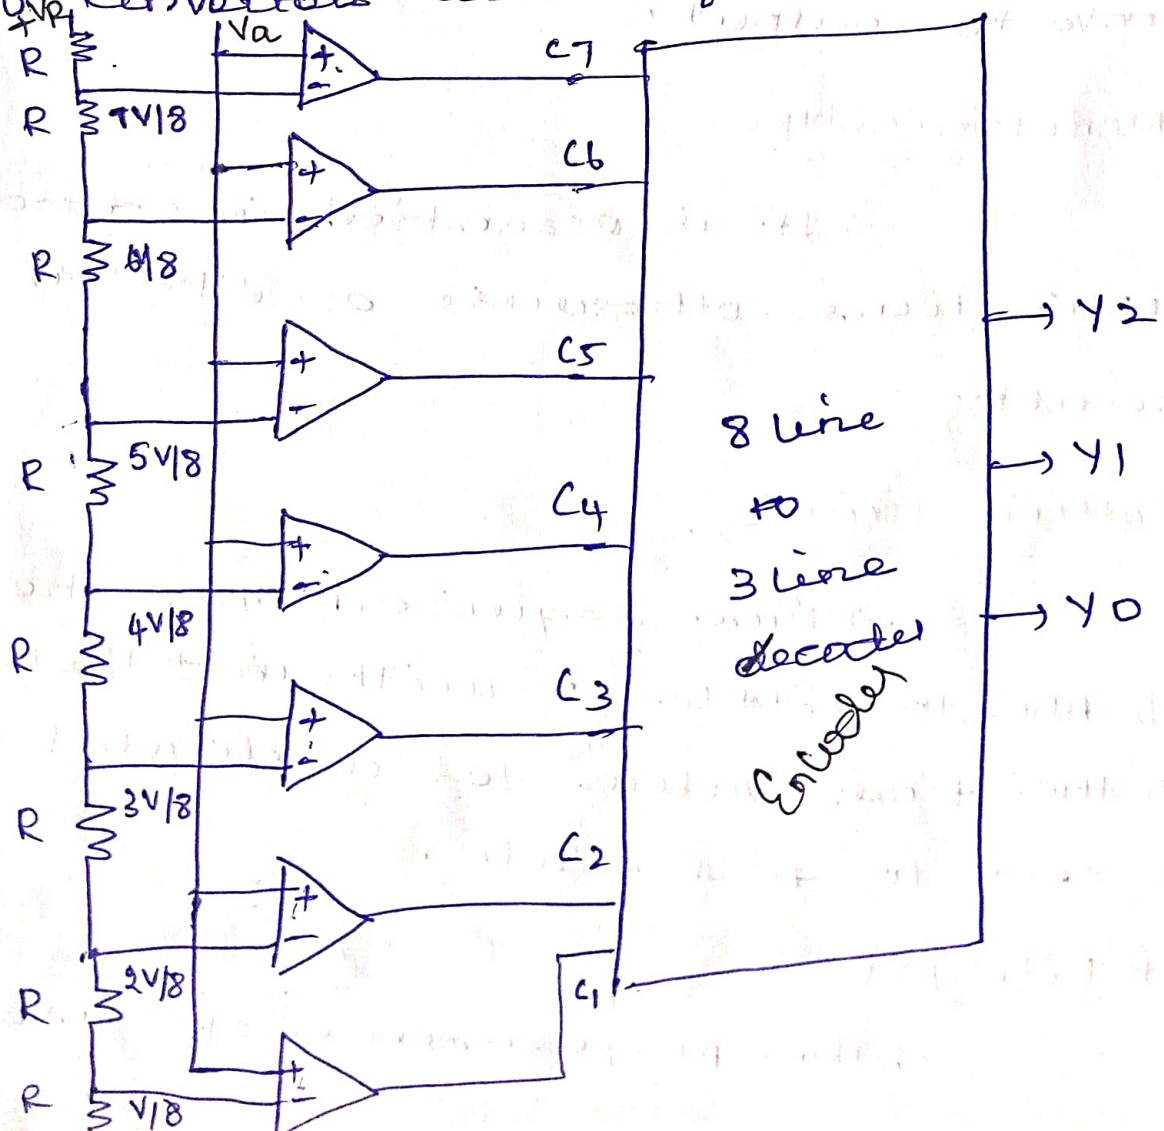 +VR
Va
R
C7
R
7V/8
C6
R
/8
Y2
C5
8 line
5V/8
R
Y1
C4
to
3 line
Y0
4V/8
R
decoder
C3
Encoder
3V/8
R
C2
2V/8
C1
R
R
V/8
+
-
+
-
+
-
+
-
+
-
+
-
+
-